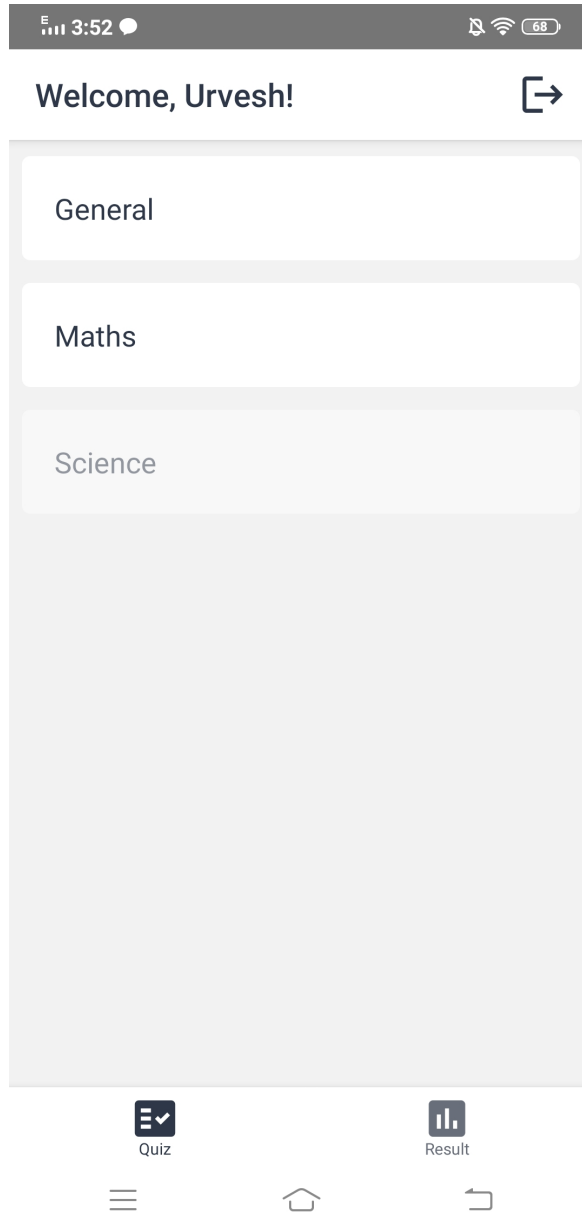 E
3:52
68
Welcome, Urvesh!
General
Maths
Science
Quiz
Result